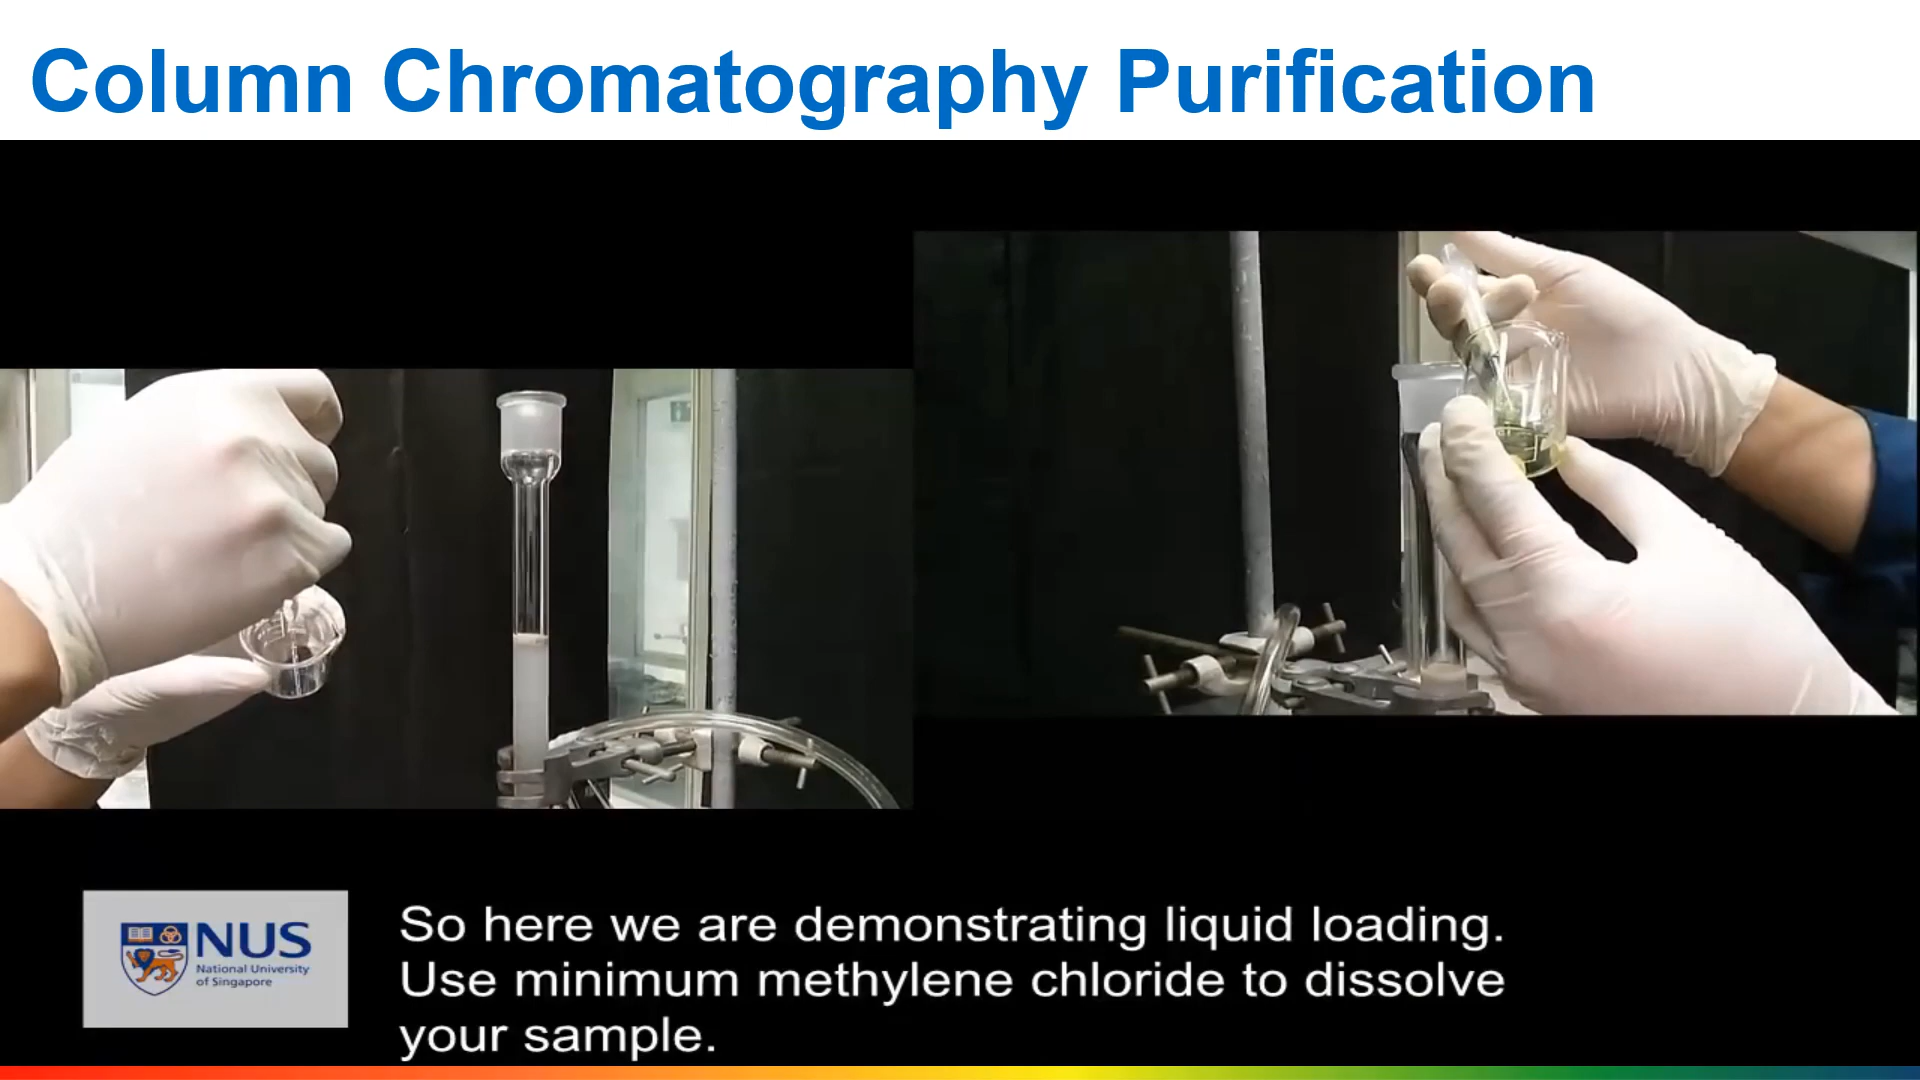 Column Chromatography Purification
NUS
National University
of Singapore
So here we are demonstrating liquid loading.
Use minimum methylene chloride to dissolve
your sample.